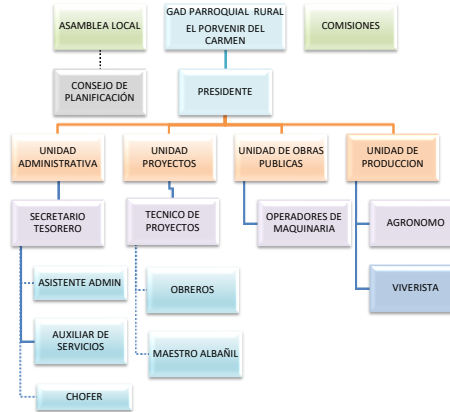 ASAMBLEA LOCAL
GAD PARROQUIAL RURAL
EL PORVENIR DEL
CARMEN
COMISIONES
CONSEJO DE
PLANIFICACIÓN
PRESIDENTE
UNIDAD
ADMINISTRATIVA
UNIDAD
PROYECTOS
UNIDAD DE OBRAS
PUBLICAS
UNIDAD DE
PRODUCCION
SECRETARIO
TESORERO
TECNICO DE
PROYECTOS
OPERADORES DE
MAQUINARIA
AGRONOMO
ASISTENTE ADMIN
OBREROS
VIVERISTA
AUXILIAR DE
SERVICIOS
MAESTRO ALBAÑIL
CHOFER